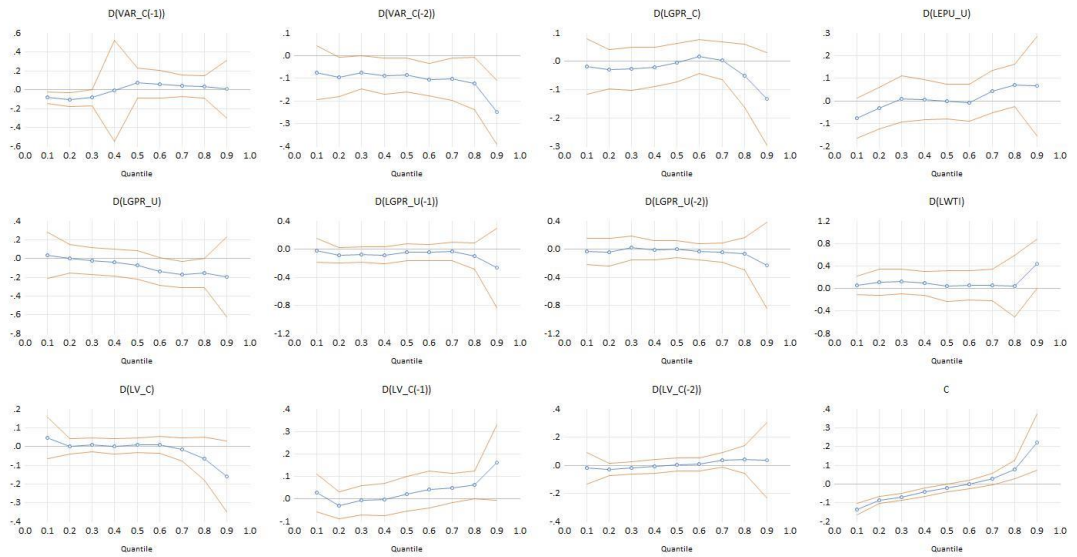 D(VAR_C(-1))
.6
.4
.2
.0
-.2
-.4
-.6
0.0 0.1 0.2 0.3 0.4 0.5 0.6 0.7 0.8 0.9 1.0
Quantile
D(VAR_C(-2))
.1
.0
-.1
-.2
-.3
-.4
0.0 0.1 0.2 0.3 0.4 0.5 0.6 0.7 0.8 0.9 1.0
Quantile
D(LGPR_C)
.1
.0
-.1
-.2
-.3
0.0 0.1 0.2 0.3 0.4 0.5 0.6 0.7 0.8 0.9 1.0
Quantile
D(LEPU_U)
.3
.2
.1
.0
-.1
-.2
0.0 0.1 0.2 0.3 0.4 0.5 0.6 0.7 0.8 0.9 1.0
Quantile
D(LGPR_U)
.4
.2
.0
-.2
-.4
-.6
-.8
0.0 0.1 0.2 0.3 0.4 0.5 0.6 0.7 0.8 0.9 1.0
Quantile
D(LGPR_U(-1))
0.4
0.0
-0.4
-0.8
-1.2
0.0 0.1 0.2 0.3 0.4 0.5 0.6 0.7 0.8 0.9 1.0
Quantile
D(LGPR_U(-2))
0.4
0.0
-0.4
-0.8
-1.2
0.0 0.1 0.2 0.3 0.4 0.5 0.6 0.7 0.8 0.9 1.0
Quantile
D(LWTI)
1.2
0.8
0.4
0.0
-0.4
-0.8
0.0 0.1 0.2 0.3 0.4 0.5 0.6 0.7 0.8 0.9 1.0
Quantile
D(LV_C)
.2
.1
.0
-.1
-.2
-.3
-.4
0.0 0.1 0.2 0.3 0.4 0.5 0.6 0.7 0.8 0.9 1.0
Quantile
D(LV_C(-1))
.4
.3
.2
.1
.0
-.1
0.0 0.1 0.2 0.3 0.4 0.5 0.6 0.7 0.8 0.9 1.0
Quantile
D(LV_C(-2))
.4
.2
.0
-.2
-.4
0.0 0.1 0.2 0.3 0.4 0.5 0.6 0.7 0.8 0.9 1.0
Quantile
C
.4
.3
.2
.1
.0
-.1
-.2
0.0 0.1 0.2 0.3 0.4 0.5 0.6 0.7 0.8 0.9 1.0
Quantile